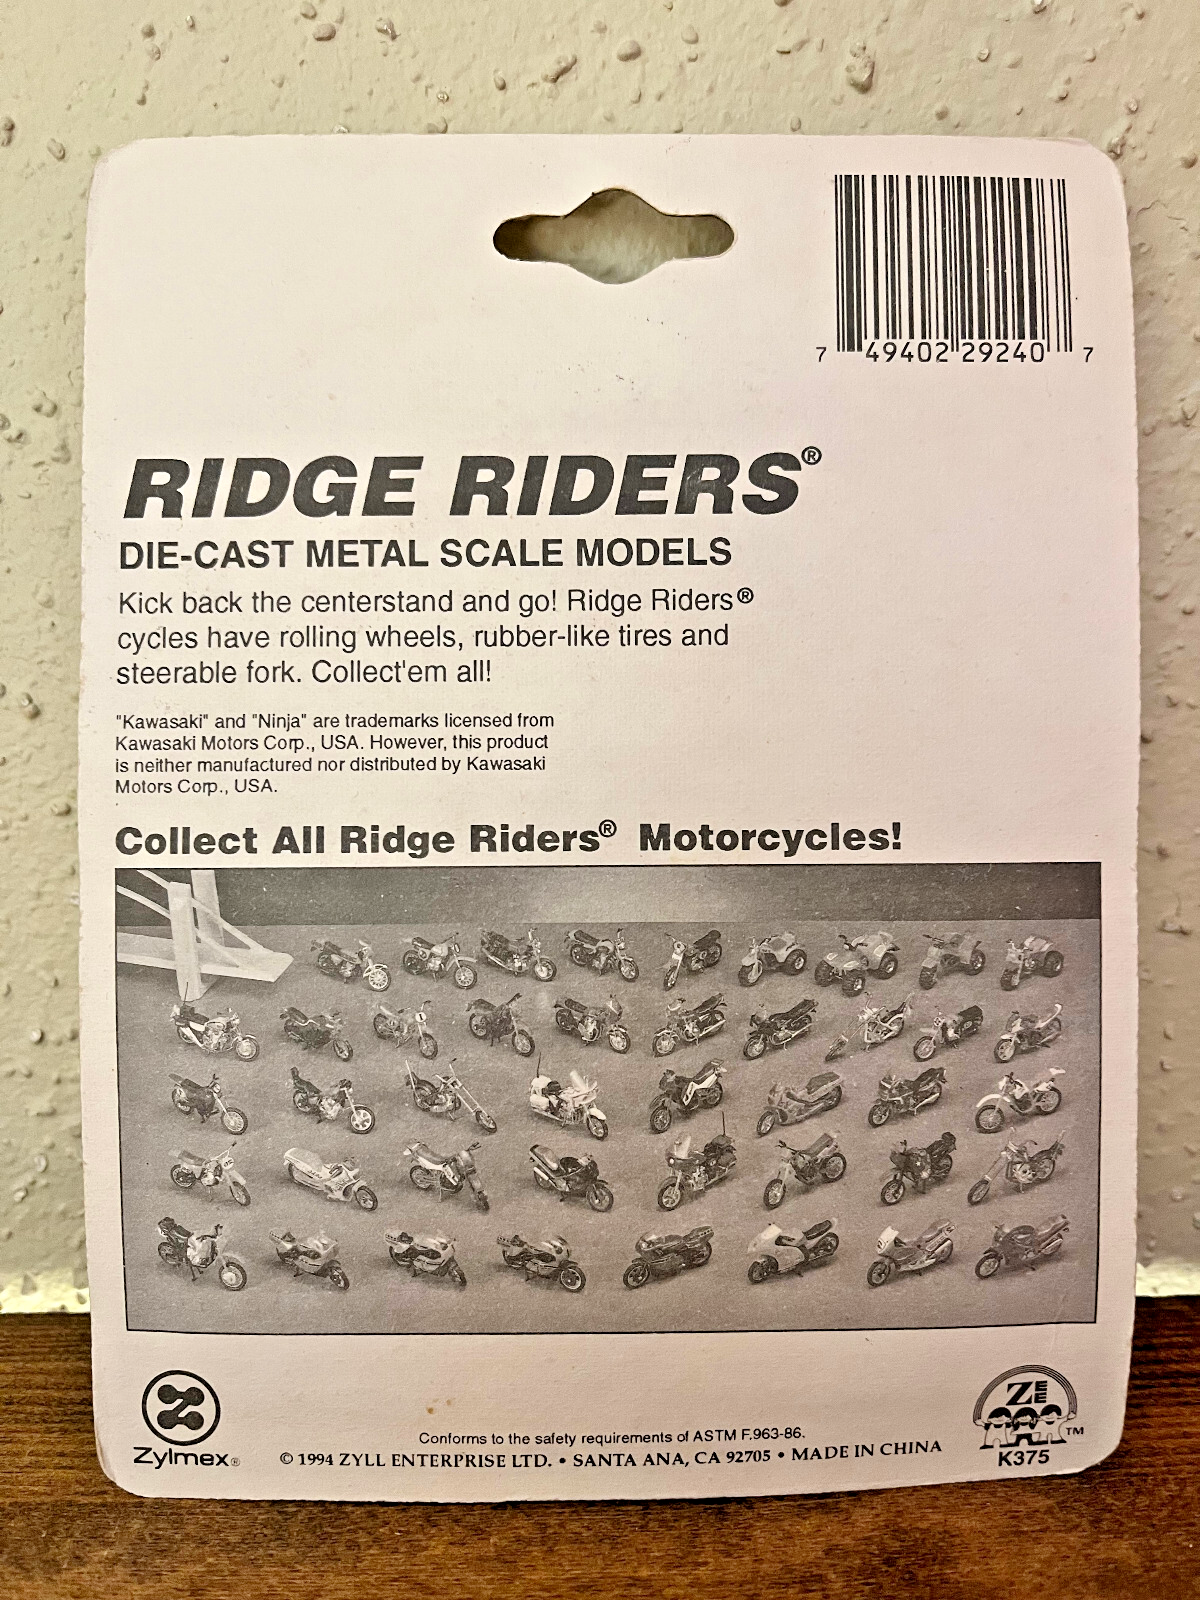 7 49402 29240 7
RIDGE RIDERS®
DIE-CAST METAL SCALE MODELS
Kick back the centerstand and go! Ridge Riders®
cycles have rolling wheels, rubber-like tires and
steerable fork. Collect'em all!
"Kawasaki" and "Ninja" are trademarks licensed from
Kawasaki Motors Corp., USA. However, this product
is neither manufactured nor distributed by Kawasaki
Motors Corp., USA.
Collect All Ridge Riders® Motorcycles!
Z
Zylmex®
Conforms to the safety requirements of ASTM F.963-86.
© 1994 ZYLL ENTERPRISE LTD. • SANTA ANA, CA 92705 • MADE IN CHINA
ZEE
TM
K375